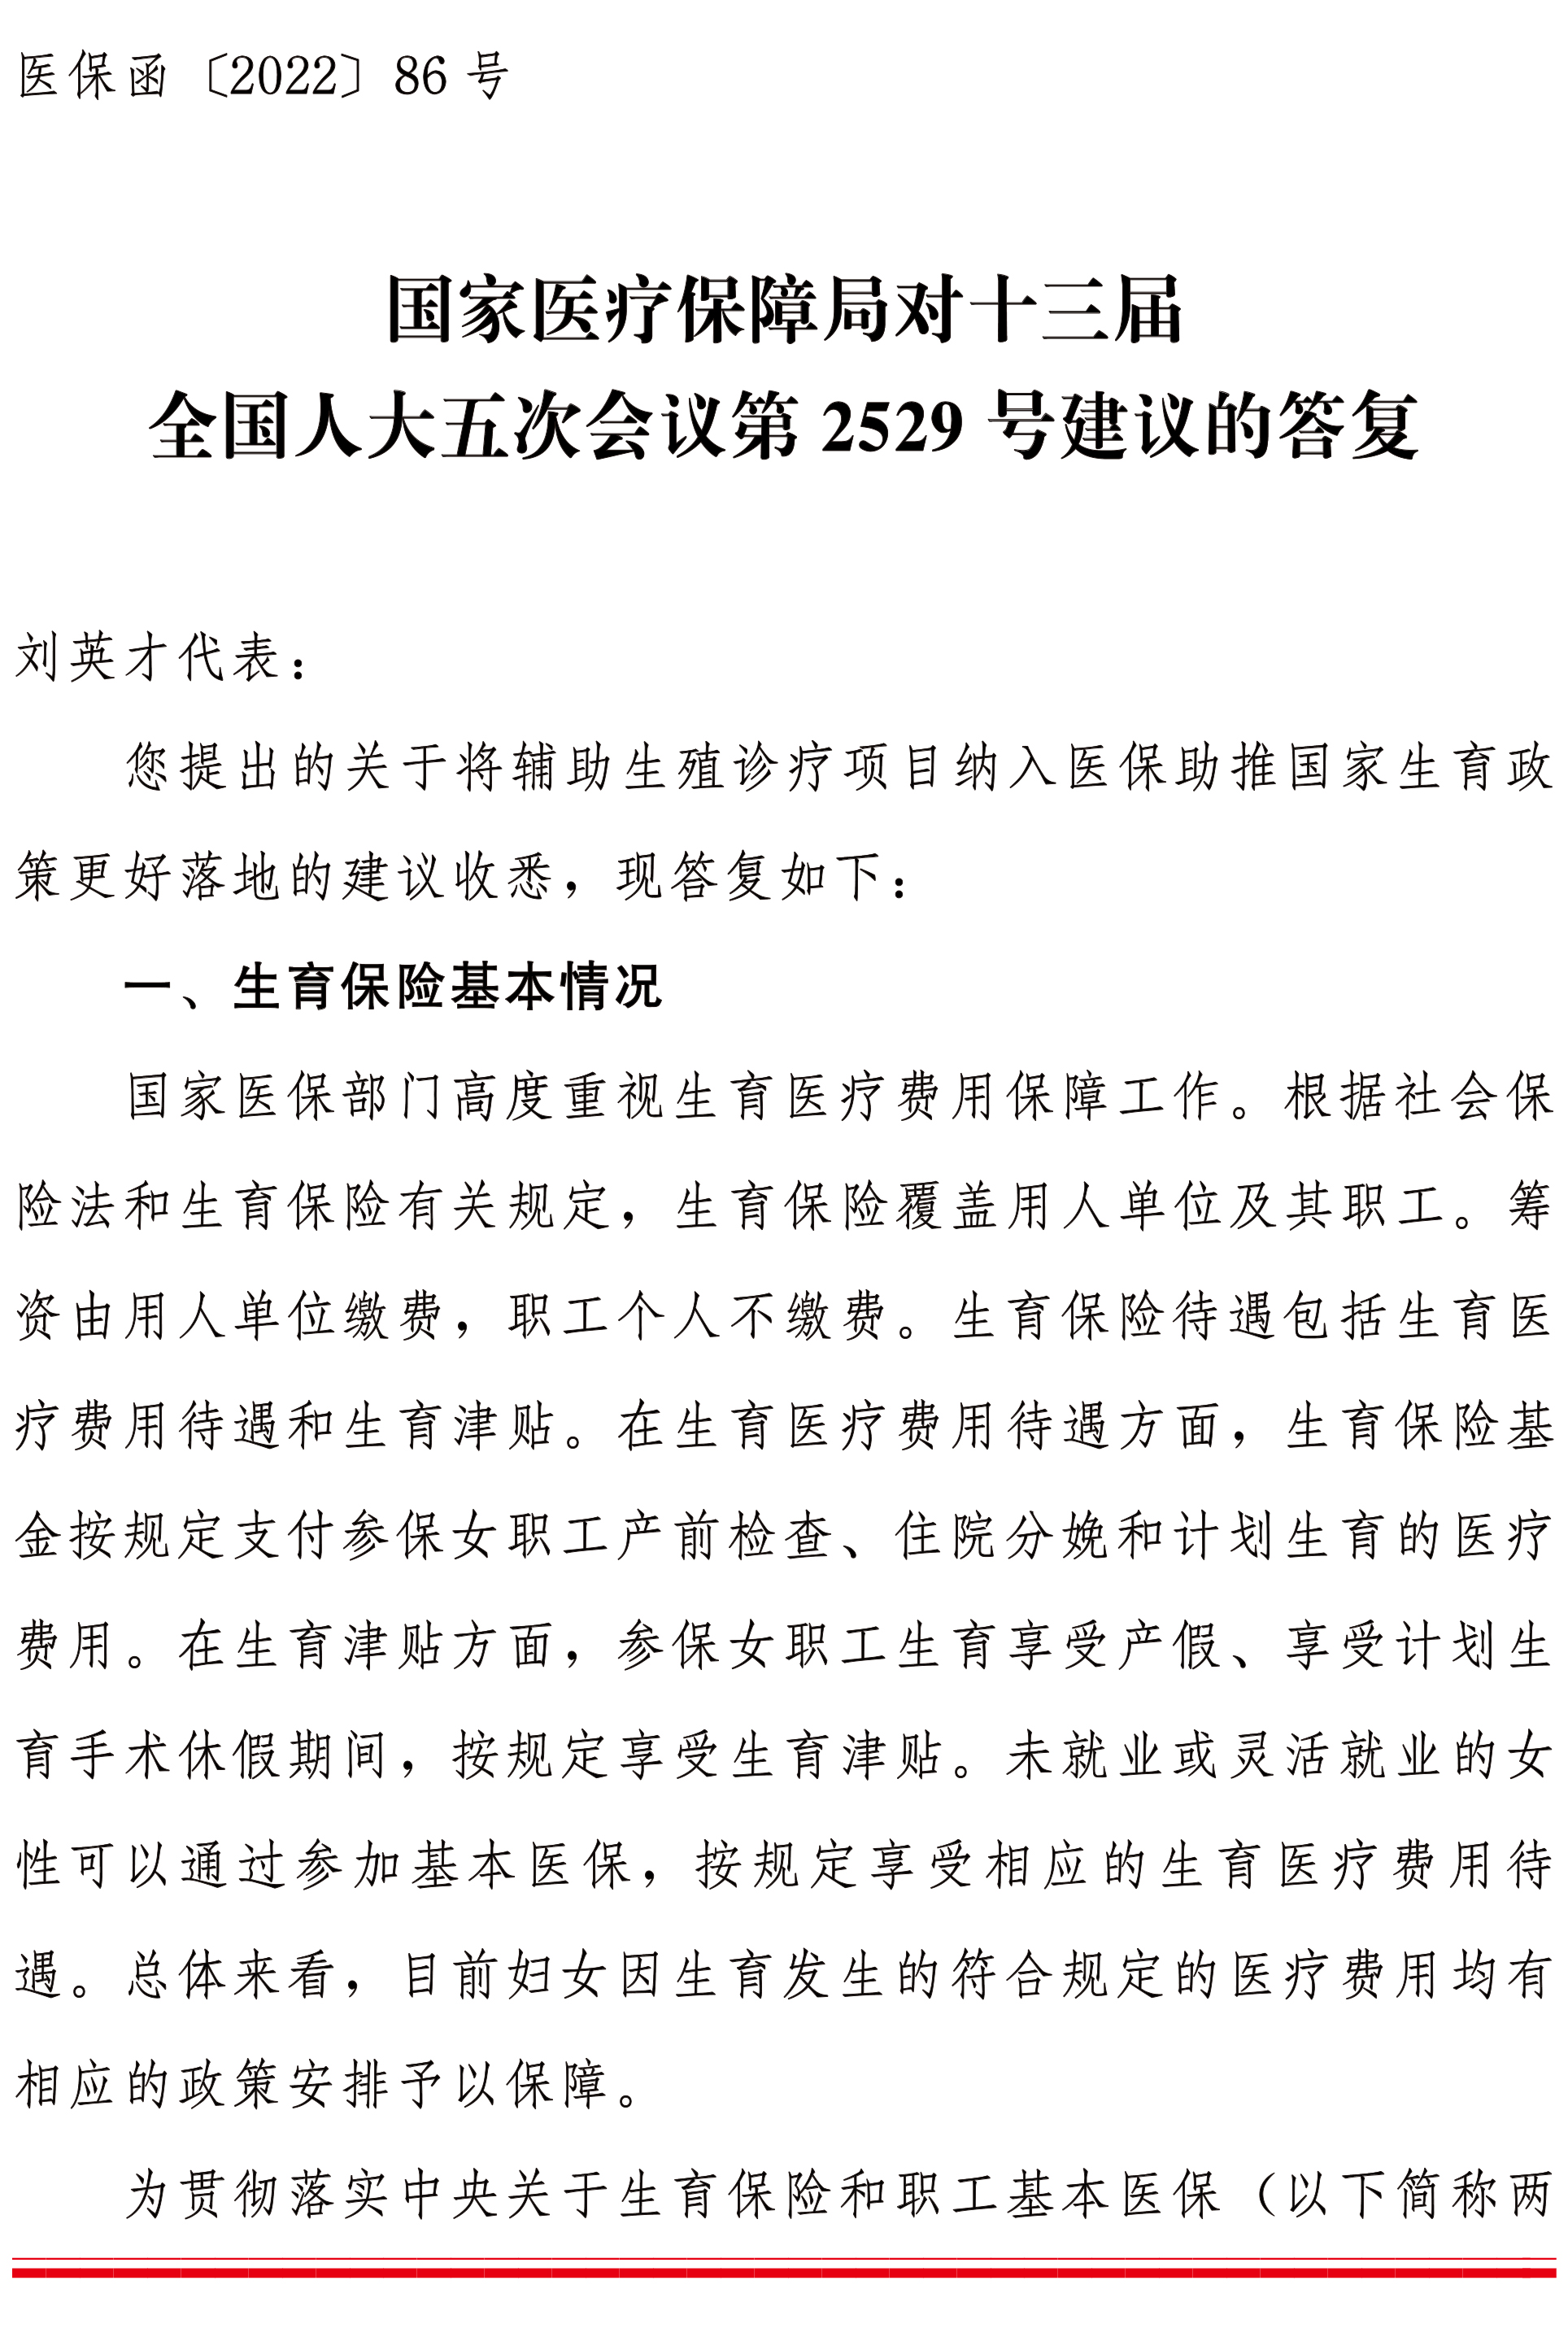 医保函〔2022〕86 号
国家医疗保障局对十三届
全国人大五次会议第 2529 号建议的答复
刘英才代表：
您提出的关于将辅助生殖诊疗项目纳入医保助推国家生育政
策更好落地的建议收悉，现答复如下：
一、生育保险基本情况
国家医保部门高度重视生育医疗费用保障工作。根据社会保
险法和生育保险有关规定，生育保险覆盖用人单位及其职工。筹
资由用人单位缴费，职工个人不缴费。生育保险待遇包括生育医
疗费用待遇和生育津贴。在生育医疗费用待遇方面，生育保险基
金按规定支付参保女职工产前检查、住院分娩和计划生育的医疗
费用。在生育津贴方面，参保女职工生育享受产假、享受计划生
育手术休假期间，按规定享受生育津贴。未就业或灵活就业的女
性可以通过参加基本医保，按规定享受相应的生育医疗费用待
遇。总体来看，目前妇女因生育发生的符合规定的医疗费用均有
相应的政策安排予以保障。
为贯彻落实中央关于生育保险和职工基本医保（以下简称两